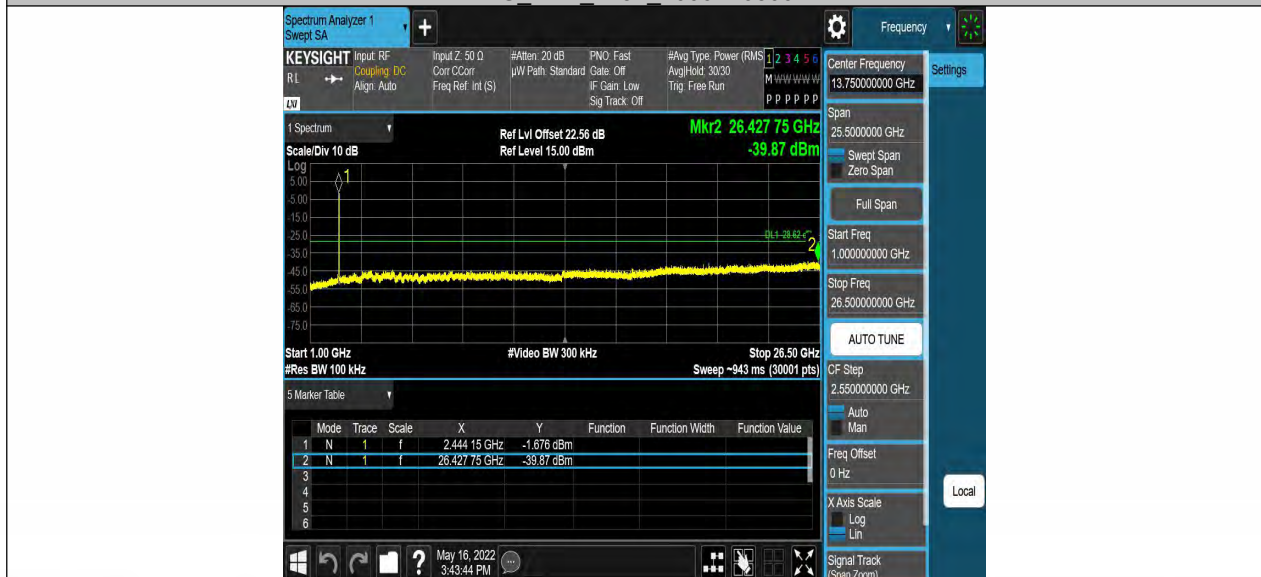 Spectrum Analyzer 1
Swept SA
+
Frequency
KEYSIGHT
RL
LXI
Input: RF
Coupling: DC
Align: Auto
Input Z: 50 Ω
Corr CCorr
Freq Ref: Int (S)
#Atten: 20 dB
µW Path: Standard
PNO: Fast
Gate: Off
IF Gain: Low
Sig Track: Off
#Avg Type: Power (RMS
Avg|Hold: 30/30
Trig: Free Run
1 2 3 4 5 6
M W W W W W
P P P P P P
1 Spectrum
Scale/Div 10 dB
Ref Lvl Offset 22.56 dB
Ref Level 15.00 dBm
Mkr2 26.427 75 GHz
-39.87 dBm
Log
5.00
-5.00
-15.0
-25.0
-35.0
-45.0
-55.0
-65.0
-75.0
1
2
Start 1.00 GHz
#Video BW 300 kHz
Stop 26.50 GHz
#Res BW 100 kHz
Sweep ~943 ms (30001 pts)
5 Marker Table
Mode Trace Scale X Y Function Function Width Function Value
1 N 1 f 2.444 15 GHz -1.676 dBm
2 N 1 f 26.427 75 GHz -39.87 dBm
3
4
5
6
?
May 16, 2022
3:43:44 PM
Center Frequency
13.750000000 GHz
Settings
Span
25.5000000 GHz
Swept Span
Zero Span
Full Span
Start Freq
1.000000000 GHz
Stop Freq
26.500000000 GHz
AUTO TUNE
CF Step
2.550000000 GHz
Auto
Man
Freq Offset
0 Hz
Local
X Axis Scale
Log
Lin
Signal Track
(Span Zoom)